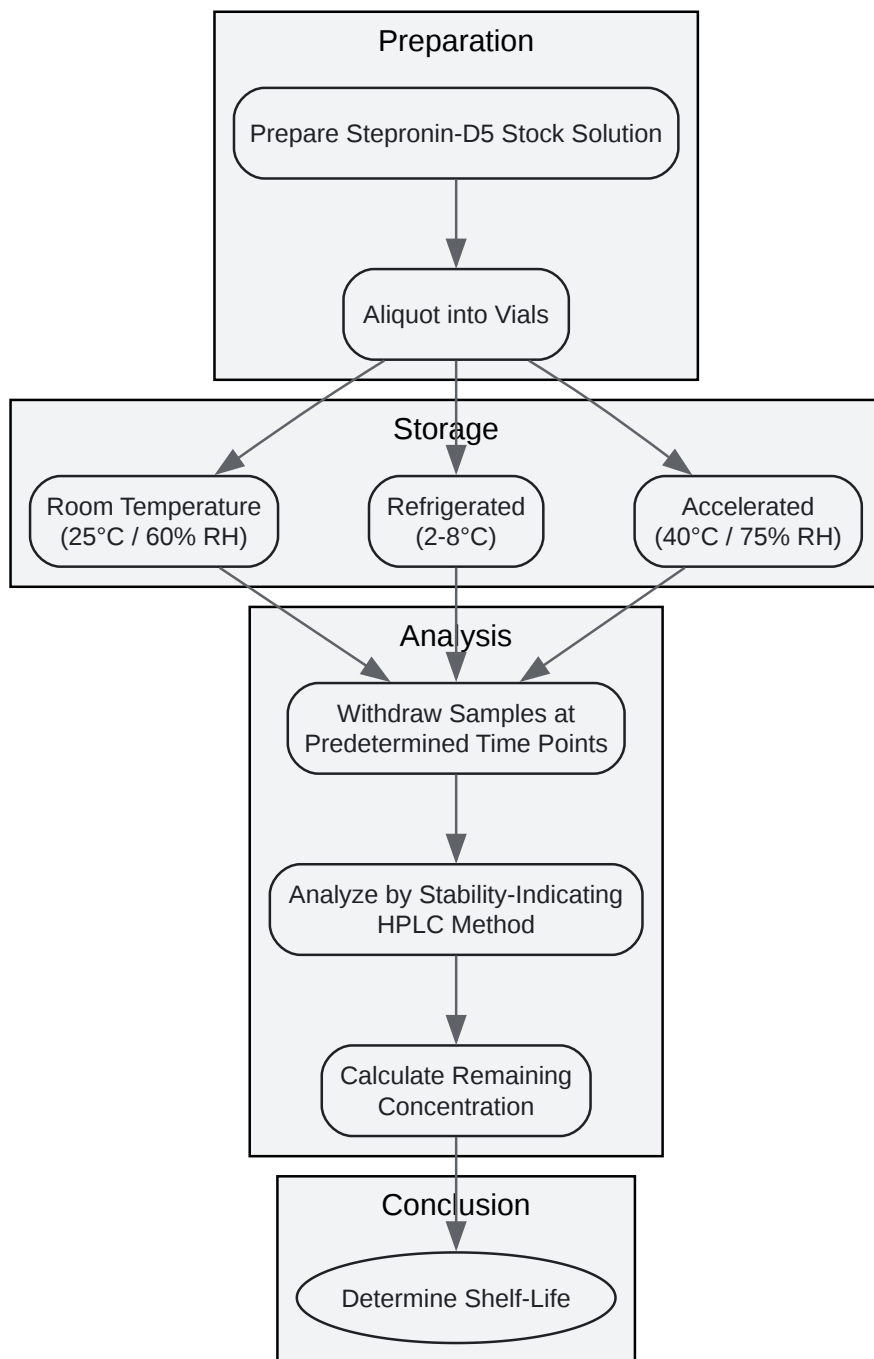 Preparation
Prepare Stepronin-D5 Stock Solution
Aliquot into Vials
Storage
Room Temperature
(25°C / 60% RH)
Refrigerated
(2-8°C)
Accelerated
(40°C / 75% RH)
Analysis
Withdraw Samples at
Predetermined Time Points
Analyze by Stability-Indicating
HPLC Method
Calculate Remaining
Concentration
Conclusion
Determine Shelf-Life